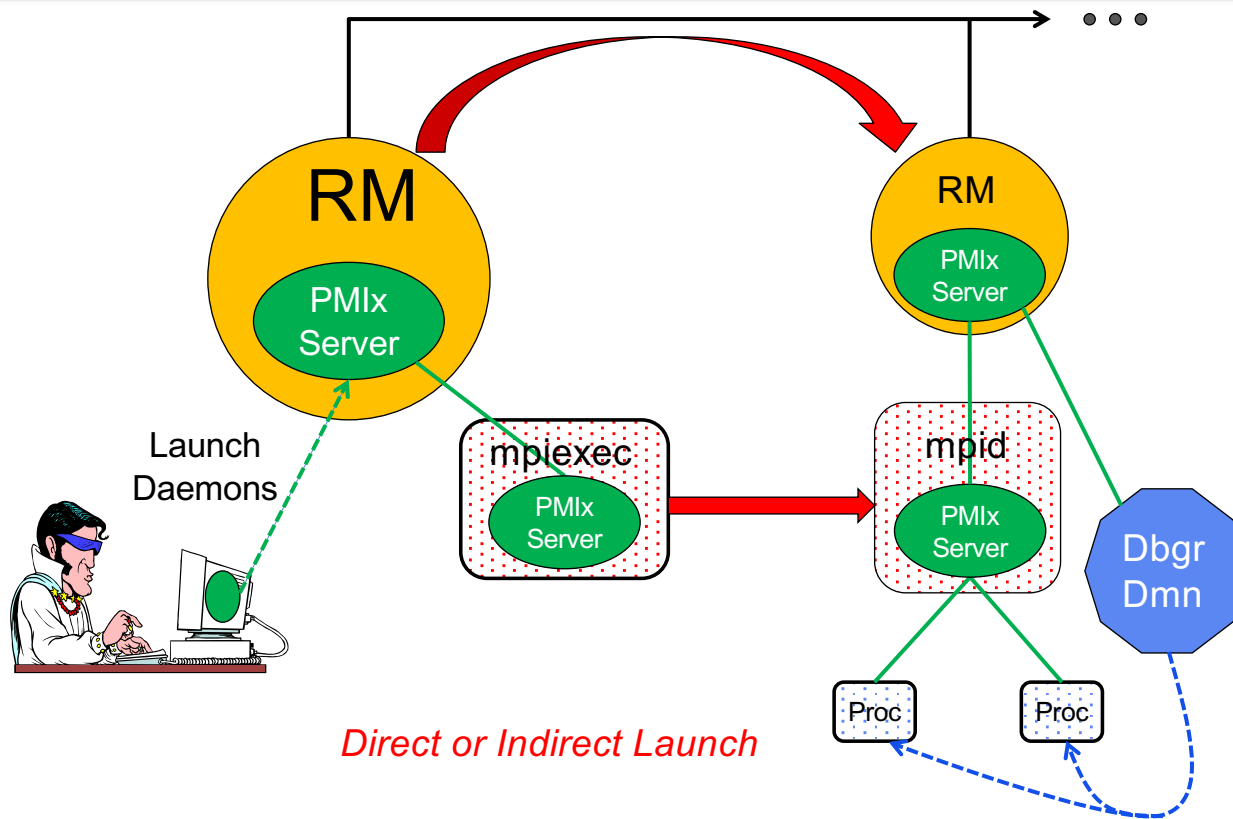 RM
PMIx
Server
RM
PMIx
Server
Launch
Daemons
mpiexec
PMIx
Server
mpid
PMIx
Server
Dbgr
Dmn
Proc
Proc
Direct or Indirect Launch